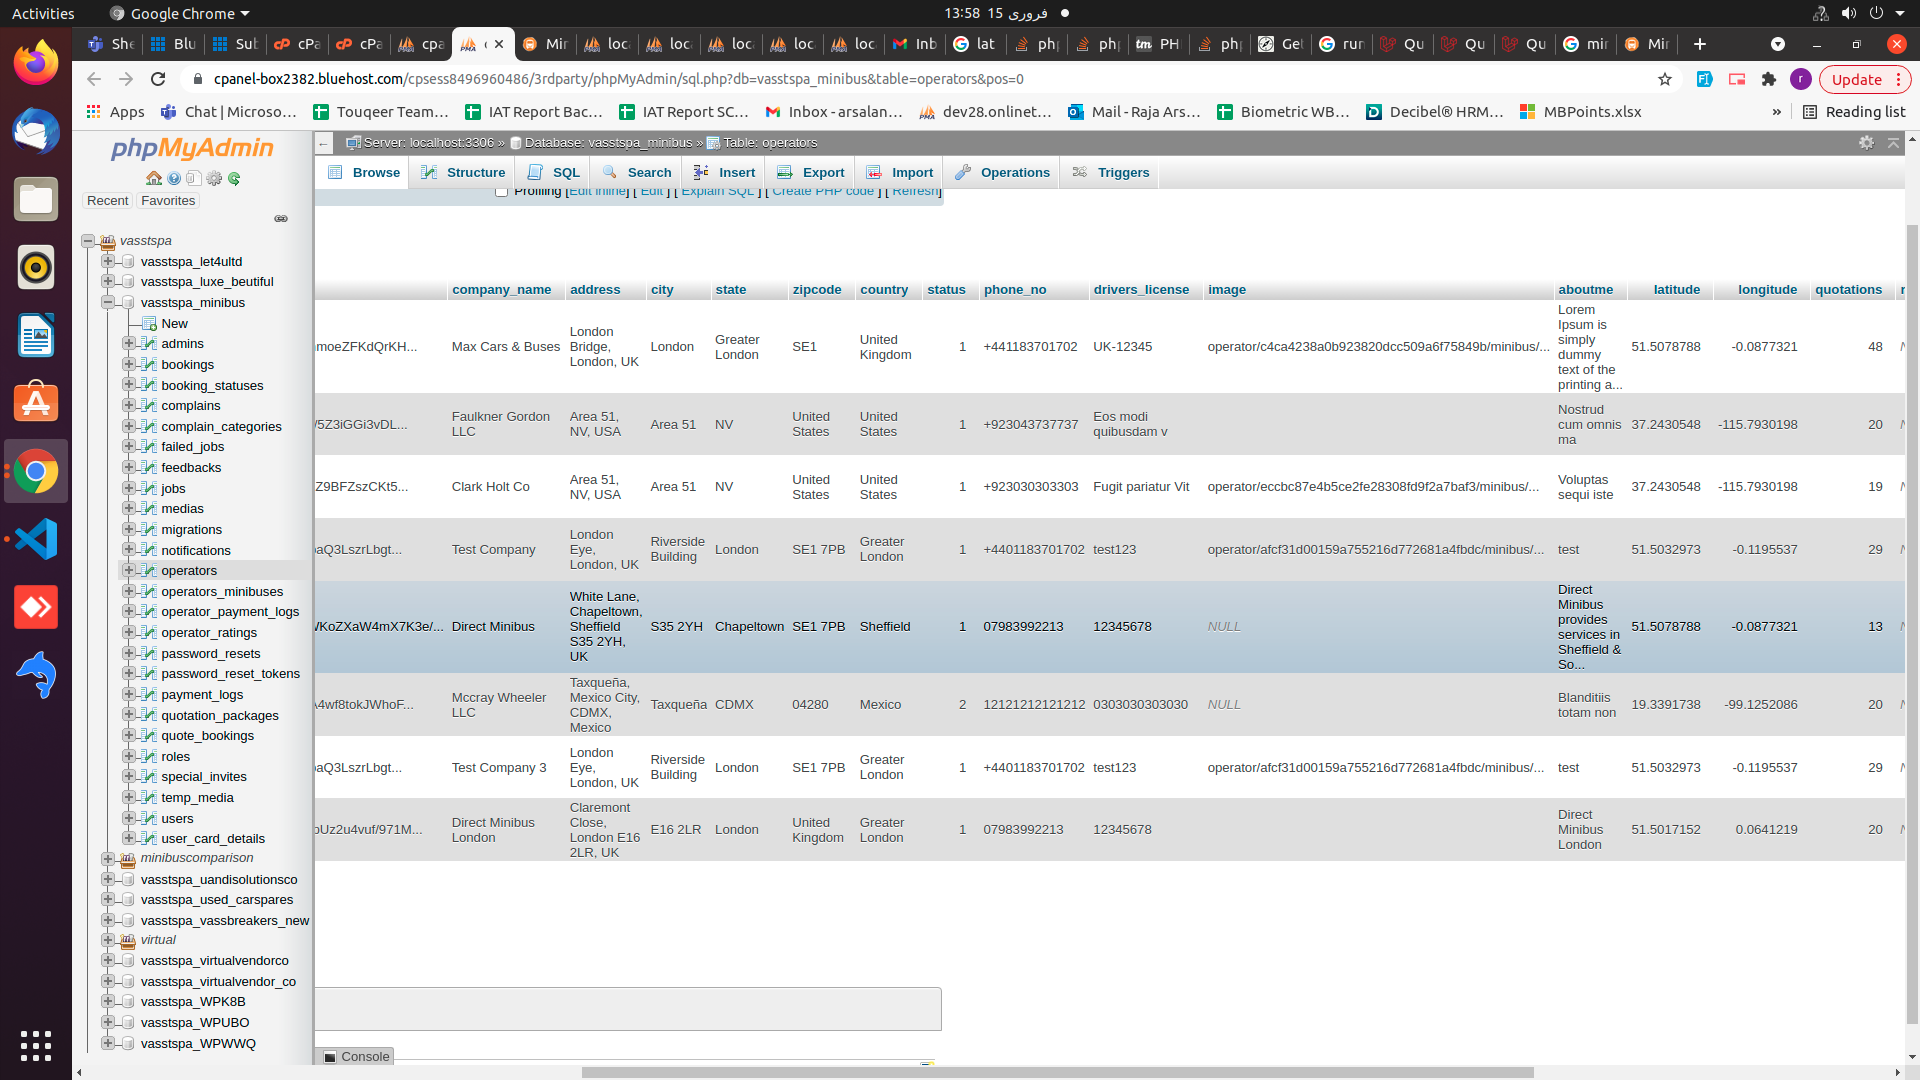 Activities
Google Chrome
13:58 15 فروری
She
Blu
Sub
cPa
cPa
cpa
Mir
loca
loca
loca
loca
loca
Inb
lat
php
php
PH
php
Get
run
Qu
Qu
Qu
mir
Mir
cpanel-box2382.bluehost.com/cpsess8496960486/3rdparty/phpMyAdmin/sql.php?db=vasstspa_minibus&table=operators&pos=0
r
Update
Apps
Chat | Microso...
Touqeer Team...
IAT Report Bac...
IAT Report SC...
Inbox - arsalan...
dev28.onlinet...
Mail - Raja Ars...
Biometric WB...
Decibel® HRM...
MBPoints.xlsx
»
Reading list
phpMyAdmin
Recent
Favorites
vasstspa
vasstspa_let4ultd
vasstspa_luxe_beutiful
vasstspa_minibus
New
admins
bookings
booking_statuses
complains
complain_categories
failed_jobs
feedbacks
jobs
medias
migrations
notifications
operators
operators_minibuses
operator_payment_logs
operator_ratings
password_resets
password_reset_tokens
payment_logs
quotation_packages
quote_bookings
roles
special_invites
temp_media
users
user_card_details
minibuscomparison
vasstspa_uandisolutionsco
vasstspa_used_carspares
vasstspa_vassbreakers_new
virtual
vasstspa_virtualvendorco
vasstspa_virtualvendor_co
vasstspa_WPK8B
vasstspa_WPUBO
vasstspa_WPWWQ
Server: localhost:3306 » Database: vasstspa_minibus » Table: operators
Browse
Structure
SQL
Search
Insert
Export
Import
Operations
Triggers
Profiling [Edit inline] [ Edit ] [ Explain SQL ] [ Create PHP code ] [ Refresh]
company_name address city state zipcode country status phone_no drivers_license image aboutme latitude longitude quotations
moeZFKdQrKH... Max Cars & Buses London Bridge, London, UK London Greater London SE1 United Kingdom 1 +441183701702 UK-12345 operator/c4ca4238a0b923820dcc509a6f75849b/minibus/... Lorem Ipsum is simply dummy text of the printing a... 51.5078788 -0.0877321 48
/5Z3iGGi3vDL... Faulkner Gordon LLC Area 51, NV, USA Area 51 NV United States United States 1 +923043737737 Eos modi quibusdam v Nostrud cum omnis ma 37.2430548 -115.7930198 20
Z9BFZszCKt5... Clark Holt Co Area 51, NV, USA Area 51 NV United States United States 1 +923030303303 Fugit pariatur Vit operator/eccbc87e4b5ce2fe28308fd9f2a7baf3/minibus/... Voluptas sequi iste 37.2430548 -115.7930198 19
aQ3LszrLbgt... Test Company London Eye, London, UK Riverside Building London SE1 7PB Greater London 1 +4401183701702 test123 operator/afcf31d00159a755216d772681a4fbdc/minibus/... test 51.5032973 -0.1195537 29
KoZXaW4mX7K3e/... Direct Minibus White Lane, Chapeltown, Sheffield S35 2YH, UK S35 2YH Chapeltown SE1 7PB Sheffield 1 07983992213 12345678 NULL Direct Minibus provides services in Sheffield & So... 51.5078788 -0.0877321 13
4wf8tokJWhoF... Mccray Wheeler LLC Taxqueña, Mexico City, CDMX, Mexico Taxqueña CDMX 04280 Mexico 2 12121212121212 0303030303030 NULL Blanditiis totam non 19.3391738 -99.1252086 20
aQ3LszrLbgt... Test Company 3 London Eye, London, UK Riverside Building London SE1 7PB Greater London 1 +4401183701702 test123 operator/afcf31d00159a755216d772681a4fbdc/minibus/... test 51.5032973 -0.1195537 29
Uz2u4vuf/971M... Direct Minibus London Claremont Close, London E16 2LR, UK E16 2LR London United Kingdom Greater London 1 07983992213 12345678 Direct Minibus London 51.5017152 0.0641219 20
Console